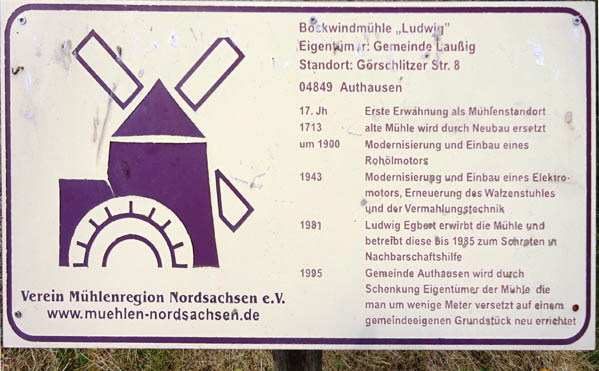 Bockwindmühle „Ludwig"
Eigentümer: Gemeinde Laußig
Standort: Görschlitzer Str. 8
04849 Authausen
17. Jh Erste Erwähnung als Mühlenstandort
1713 alte Mühle wird durch Neubau ersetzt
um 1900 Modernisierung und Einbau eines
Rohölmotors
1943 Modernisierung und Einbau eines Elektro-
motors, Erneuerung des Walzenstuhles
und der Vermahlungstechnik
1981 Ludwig Egbert erwirbt die Mühle und
betreibt diese bis 1985 zum Schroten in
Nachbarschaftshilfe
1995 Gemeinde Authausen wird durch
Schenkung Eigentümer der Mühle die
man um wenige Meter versetzt auf einem
gemeindeeigenen Grundstück neu errichtet
Verein Mühlenregion Nordsachsen e.V.
www.muehlen-nordsachsen.de